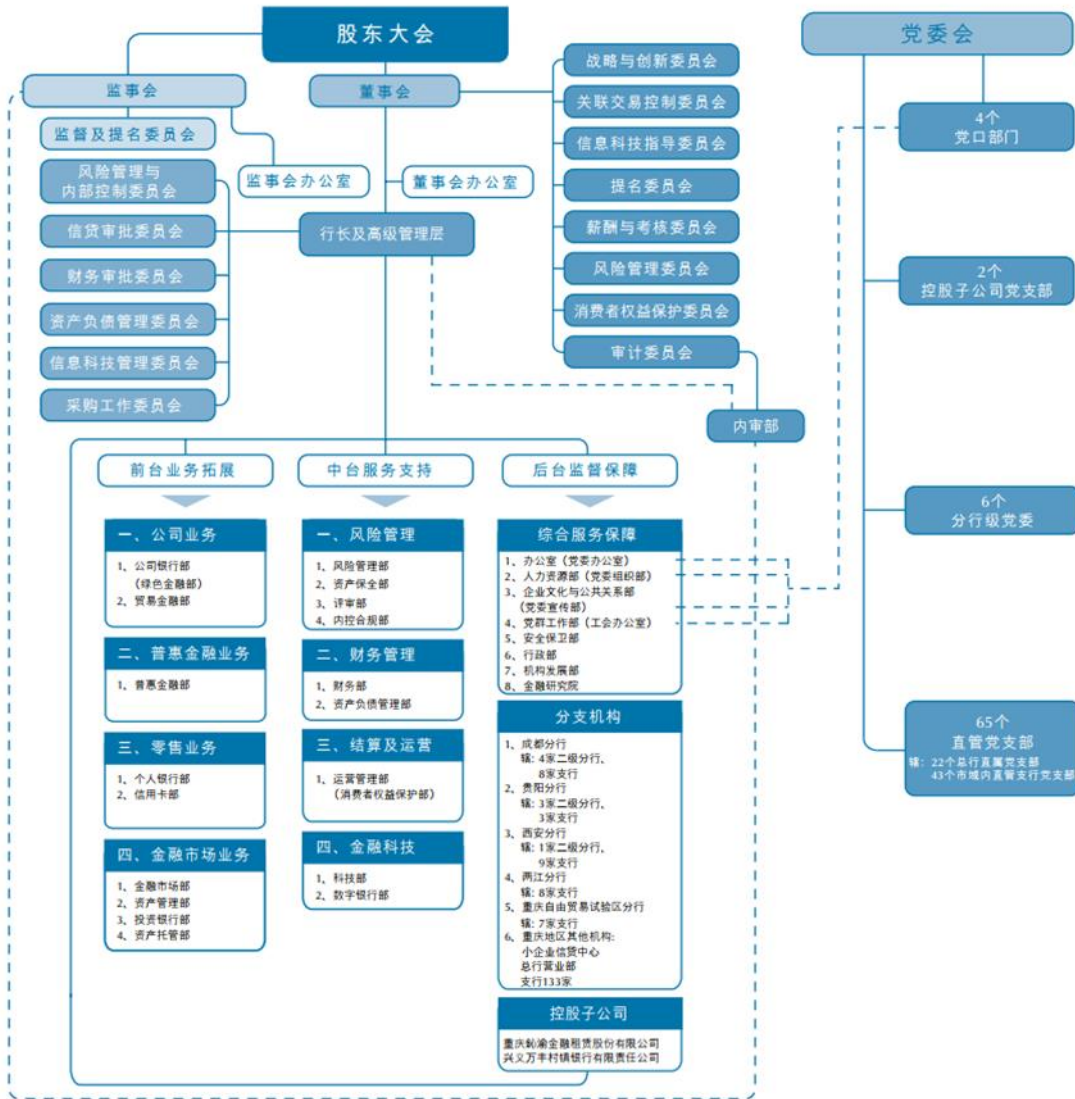 股东大会
党委会
监事会
董事会
监督及提名委员会
风险管理与
内部控制委员会
信贷审批委员会
财务审批委员会
资产负债管理委员会
信息科技管理委员会
采购工作委员会
监事会办公室
董事会办公室
行长及高级管理层
战略与创新委员会
关联交易控制委员会
信息科技指导委员会
提名委员会
薪酬与考核委员会
风险管理委员会
消费者权益保护委员会
审计委员会
内审部
4个
党口部门
2个
控股子公司党支部
6个
分行级党委
65个
直管党支部
辖：22个总行直属党支部
43个市域内直管支行党支部
前台业务拓展
一、公司业务
1、公司银行部
（绿色金融部）
2、贸易金融部
二、普惠金融业务
1、普惠金融部
三、零售业务
1、个人银行部
2、信用卡部
四、金融市场业务
1、金融市场部
2、资产管理部
3、投资银行部
4、资产托管部
中台服务支持
一、风险管理
1、风险管理部
2、资产保全部
3、评审部
4、内控合规部
二、财务管理
1、财务部
2、资产负债管理部
三、结算及运营
1、运营管理部
（消费者权益保护部）
四、金融科技
1、科技部
2、数字银行部
后台监督保障
综合服务保障
1、办公室（党委办公室）
2、人力资源部（党委组织部）
3、企业文化与公共关系部
（党委宣传部）
4、党群工作部（工会办公室）
5、安全保卫部
6、行政部
7、机构发展部
8、金融研究院
分支机构
1、成都分行
辖：4家二级分行、
8家支行
2、贵阳分行
辖：3家二级分行、
3家支行
3、西安分行
辖：1家二级分行、
9家支行
4、两江分行
辖：8家支行
5、重庆自由贸易试验区分行
辖：7家支行
6、重庆地区其他机构：
小企业信贷中心
总行营业部
支行133家
控股子公司
重庆鈊渝金融租赁股份有限公司
兴义万丰村镇银行有限责任公司